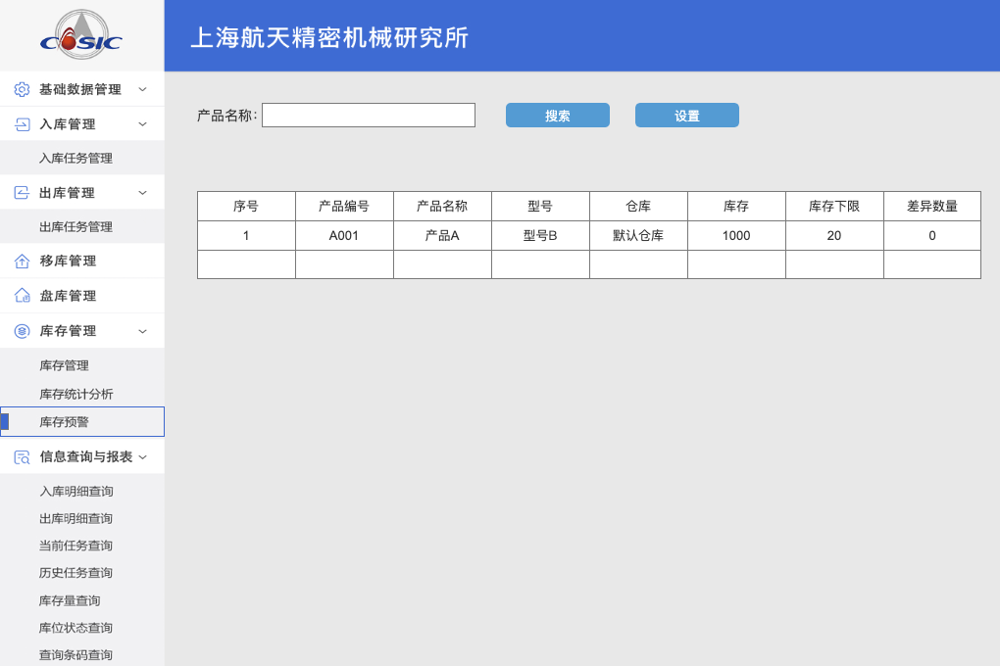 COSIC
上海航天精密机械研究所
基础数据管理
入库管理
入库任务管理
出库管理
出库任务管理
移库管理
盘库管理
库存管理
库存管理
库存统计分析
库存预警
信息查询与报表
入库明细查询
出库明细查询
当前任务查询
历史任务查询
库存量查询
库位状态查询
查询条码查询
产品名称: 搜索 设置
序号 产品编号 产品名称 型号 仓库 库存 库存下限 差异数量
1 A001 产品A 型号B 默认仓库 1000 20 0